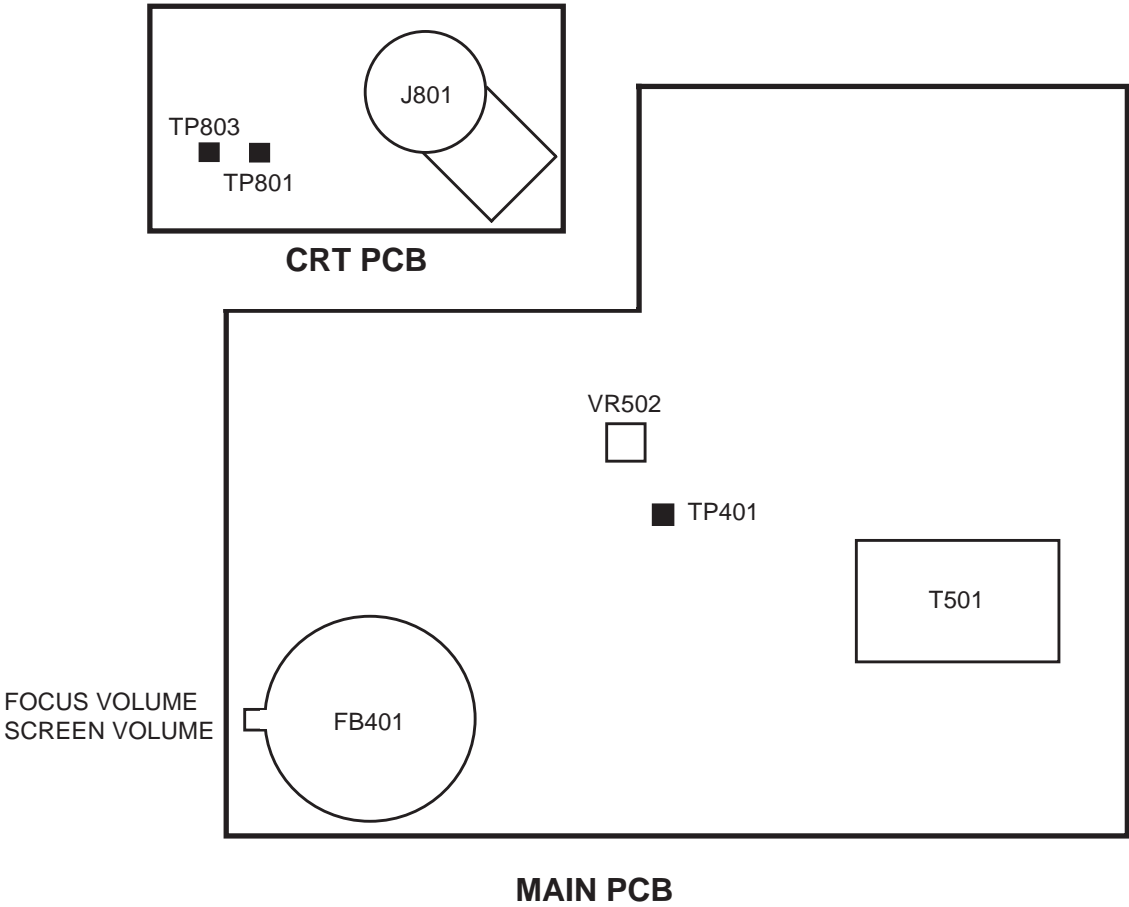 J801
TP803
TP801
CRT PCB
VR502
TP401
T501
FOCUS VOLUME
SCREEN VOLUME
FB401
MAIN PCB